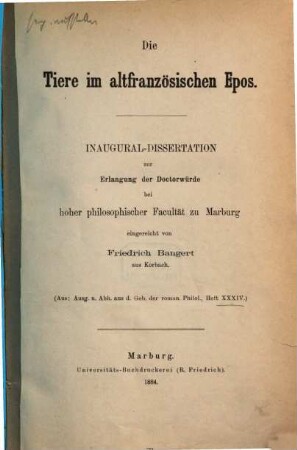 Die
Tiere im altfranzösischen Epos.
INAUGURAL-DISSERTATION
zur
Erlangung der Doctorwürde
bei
hoher philosophischer Facultät zu Marburg
eingereicht von
Friedrich Bangert
aus Korbach.
(Aus: Ausg. u. Abh. aus d. Geb. der roman. Philol., Heft XXXIV.)
Marburg.
Universitäts-Buchdruckerei (R. Friedrich).
1884.